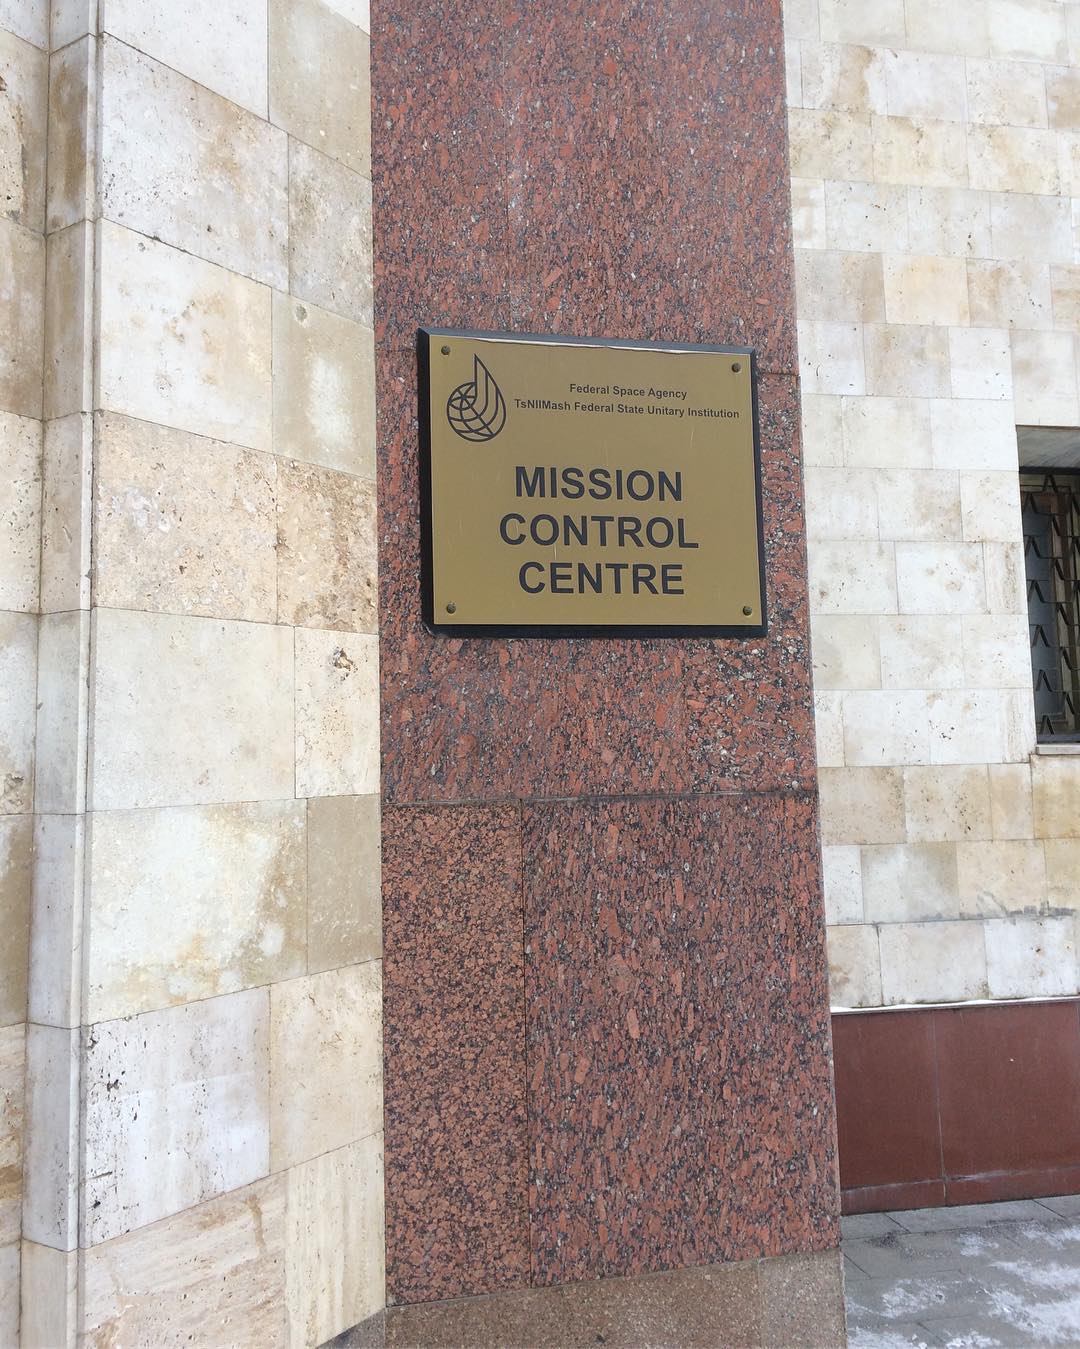 Federal Space Agency
TsNIIMash Federal State Unitary Institution
MISSION
CONTROL
CENTRE